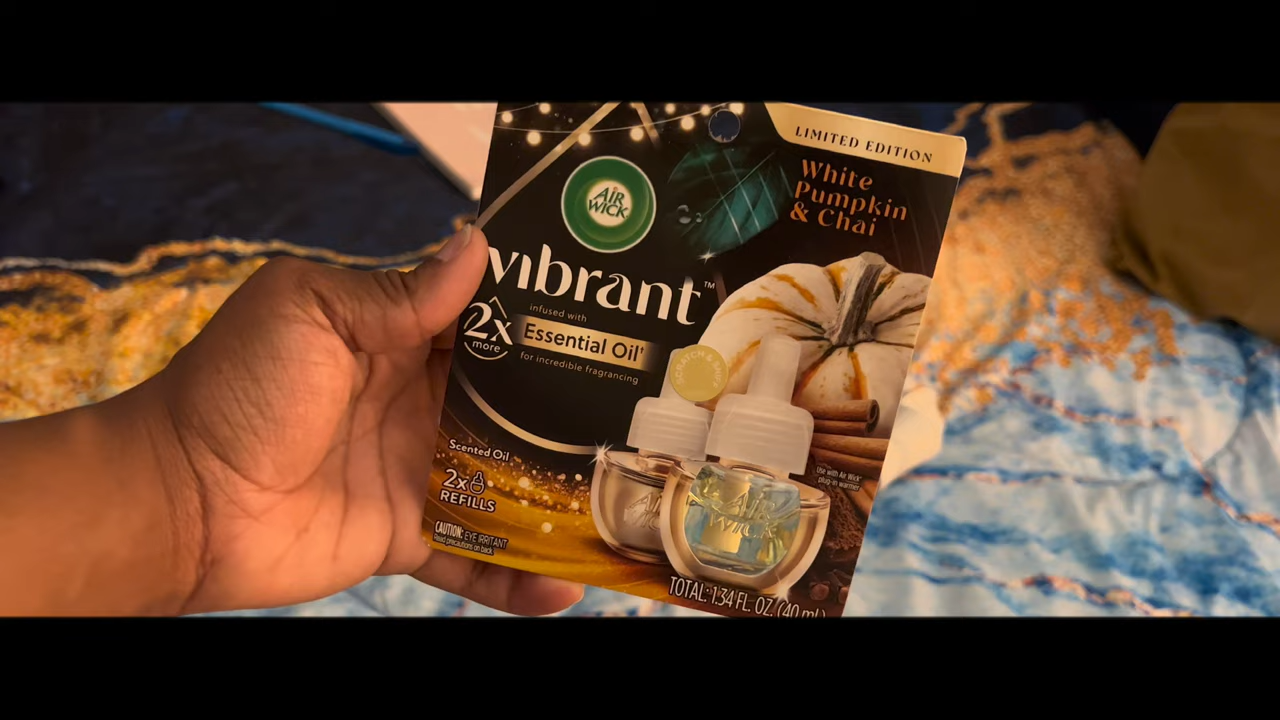 LIMITED EDITION
White
Pumpkin
& Chai
AIR
WICK
vibrant™
2x
more
infused with
Essential Oil†
for incredible fragrancing
SCRATCH & SNIFF
Scented Oil
2x
REFILLS
Use with Air Wick®
plug-in warmer
CAUTION: EYE IRRITANT
Read precautions on back.
AIR
WICK
TOTAL: 1.34 FL. OZ. (40 mL)